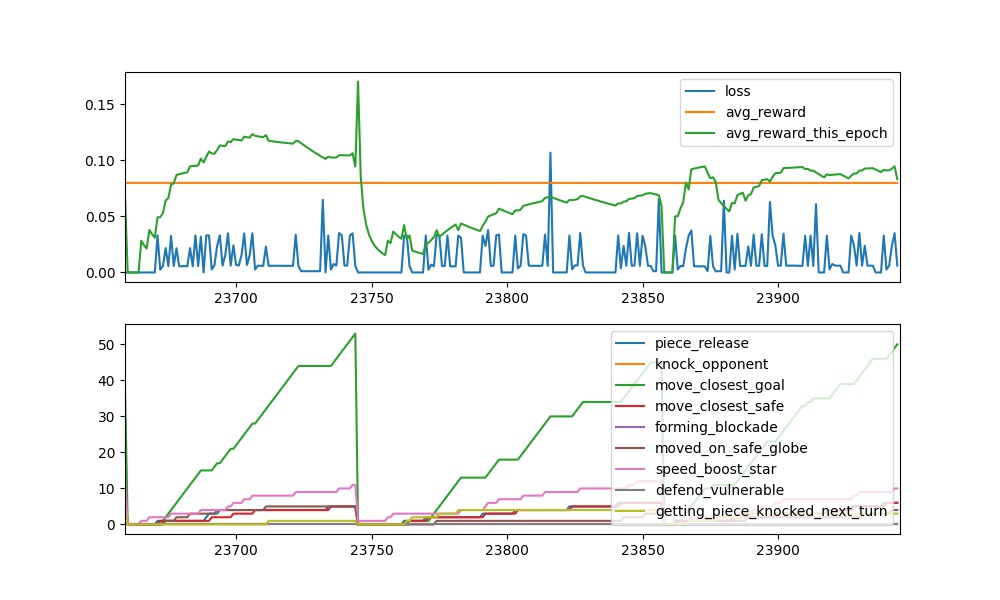 0.15
0.10
0.05
0.00
loss
avg_reward
avg_reward_this_epoch
23700 23750 23800 23850 23900
50
40
30
20
10
0
piece_release
knock_opponent
move_closest_goal
move_closest_safe
forming_blockade
moved_on_safe_globe
speed_boost_star
defend_vulnerable
getting_piece_knocked_next_turn
23700 23750 23800 23850 23900